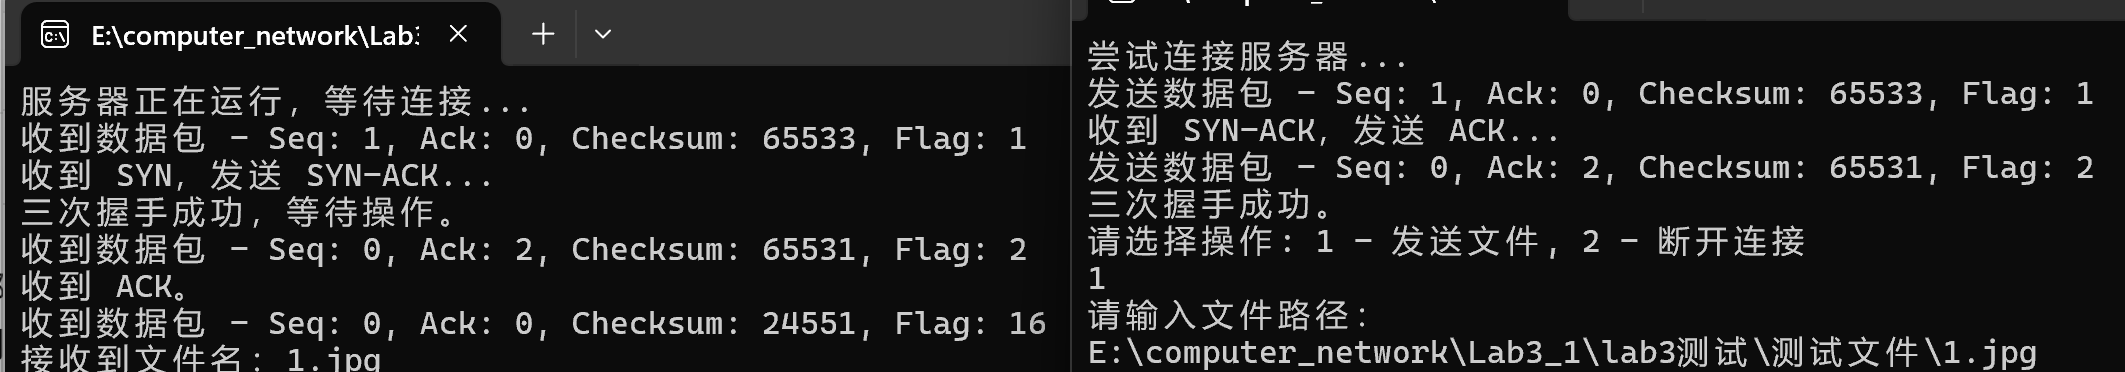 E:\computer_network\Lab3
服务器正在运行, 等待连接...
收到数据包 - Seq: 1, Ack: 0, Checksum: 65533, Flag: 1
收到 SYN, 发送 SYN-ACK...
三次握手成功, 等待操作。
收到数据包 - Seq: 0, Ack: 2, Checksum: 65531, Flag: 2
收到 ACK。
收到数据包 - Seq: 0, Ack: 0, Checksum: 24551, Flag: 16
接收到文件名: 1.jpg
尝试连接服务器...
发送数据包 - Seq: 1, Ack: 0, Checksum: 65533, Flag: 1
收到 SYN-ACK, 发送 ACK...
发送数据包 - Seq: 0, Ack: 2, Checksum: 65531, Flag: 2
三次握手成功。
请选择操作: 1 - 发送文件, 2 - 断开连接
1
请输入文件路径:
E:\computer_network\Lab3_1\lab3测试\测试文件\1.jpg